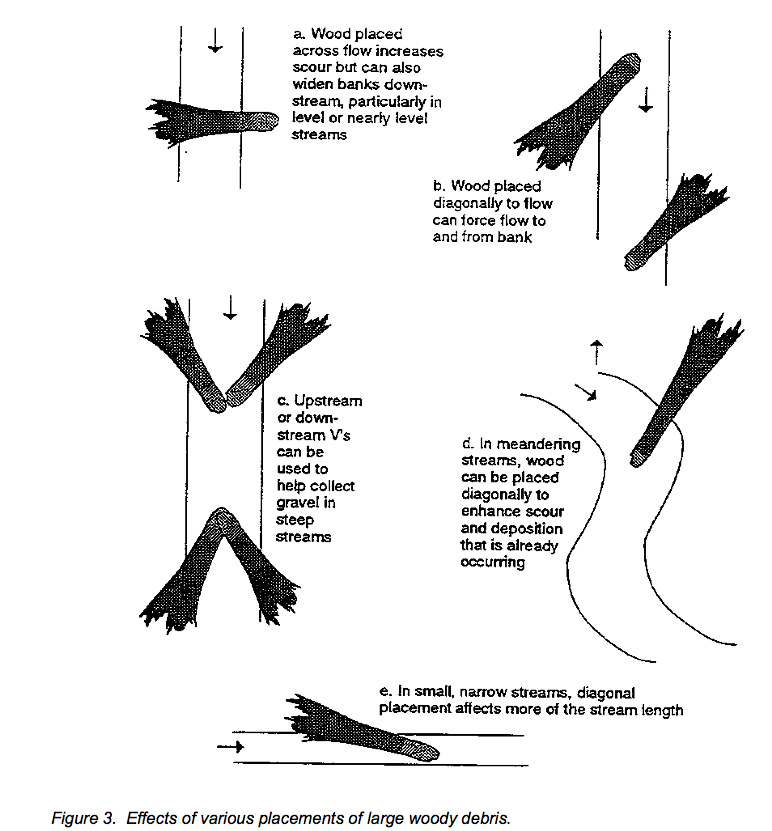 a. Wood placed
across flow increases
scour but can also
widen banks down-
stream, particularly in
level or nearly level
streams
b. Wood placed
diagonally to flow
can force flow to
and from bank
c. Upstream
or down-
stream V's
can be
used to
help collect
gravel in
steep
streams
d. In meandering
streams, wood
can be placed
diagonally to
enhance scour
and deposition
that is already
occurring
e. In small, narrow streams, diagonal
placement affects more of the stream length
Figure 3. Effects of various placements of large woody debris.